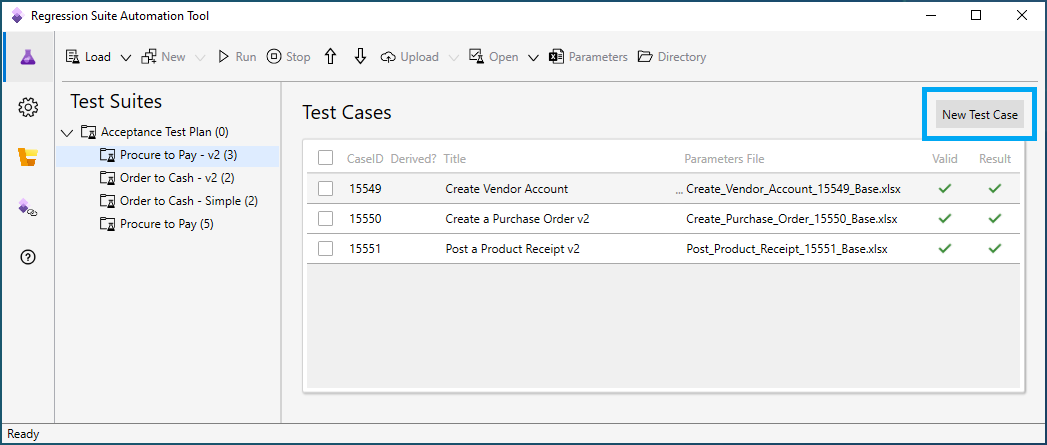 Regression Suite Automation Tool
Load New Run Stop Upload Open Parameters Directory
Test Suites
Acceptance Test Plan (0)
Procure to Pay - v2 (3)
Order to Cash - v2 (2)
Order to Cash - Simple (2)
Procure to Pay (5)
Test Cases
New Test Case
CaseID Derived? Title Parameters File Valid Result
15549 Create Vendor Account ... Create_Vendor_Account_15549_Base.xlsx
15550 Create a Purchase Order v2 Create_Purchase_Order_15550_Base.xlsx
15551 Post a Product Receipt v2 Post_Product_Receipt_15551_Base.xlsx
Ready